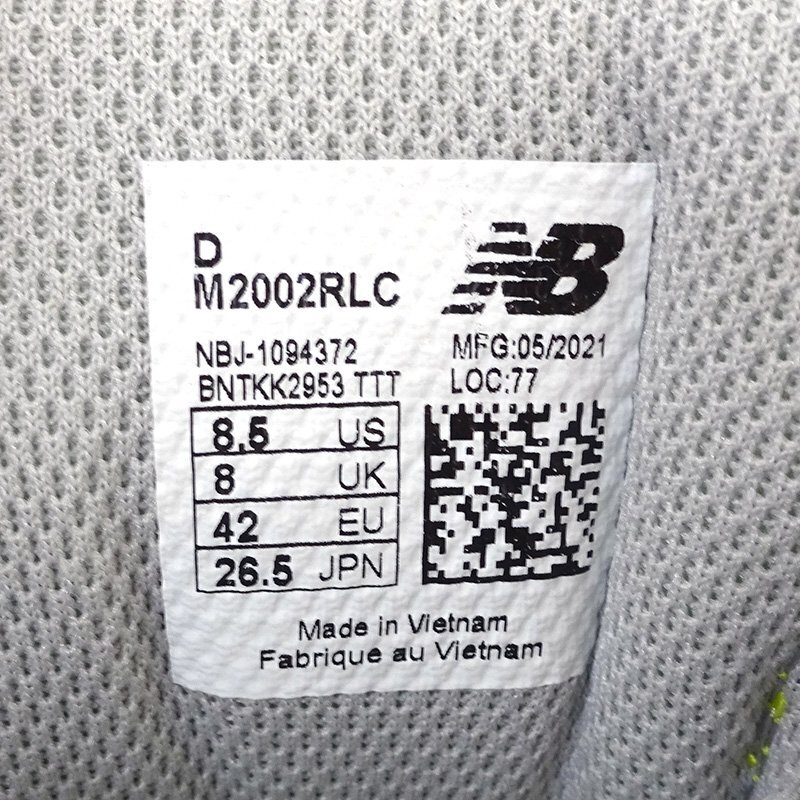 D
M2002RLC
NB
NBJ-1094372
MFG:05/2021
BNTKK2953 TTT
LOC:77
8.5 US
8 UK
42 EU
26.5 JPN
Made in Vietnam
Fabrique au Vietnam